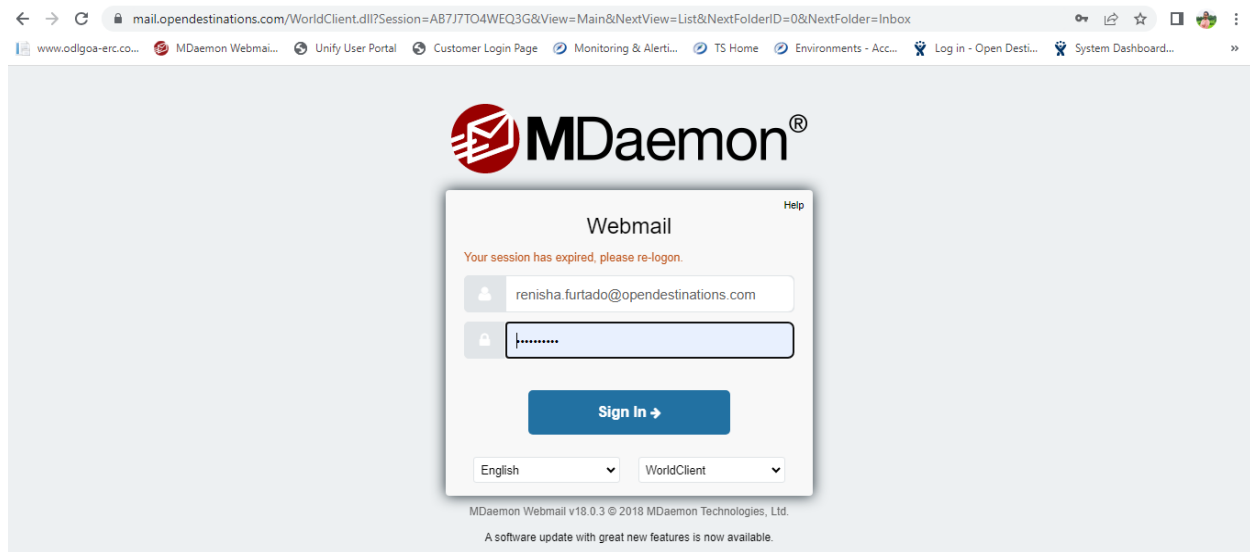 mail.opendestinations.com/WorldClient.dll?Session=AB7J7TO4WEQ3G&View=Main&NextView=List&NextFolderID=0&NextFolder=Inbox
www.odlgoa-erc.co... MDaemon Webmai... Unify User Portal Customer Login Page Monitoring & Alerti... TS Home Environments - Acc... Log in - Open Desti... System Dashboard... »
MDaemon®
Help
Webmail
Your session has expired, please re-logon.
renisha.furtado@opendestinations.com
••••••••••
Sign In →
English WorldClient
MDaemon Webmail v18.0.3 © 2018 MDaemon Technologies, Ltd.
A software update with great new features is now available.